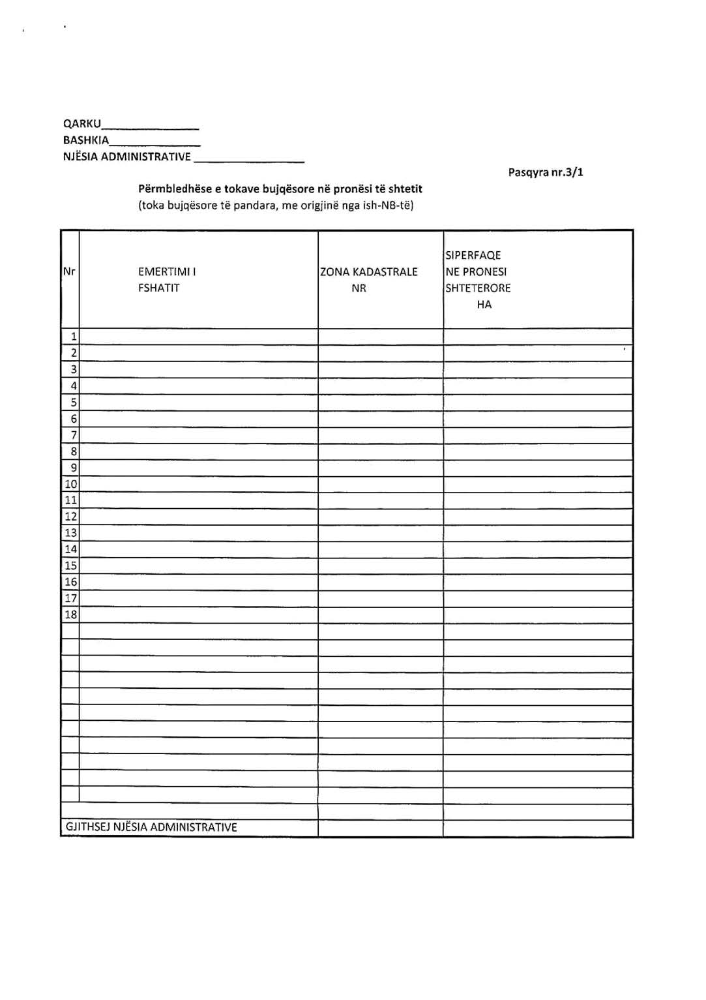 QARKU
BASHKIA
NJËSIA ADMINISTRATIVE
Pasqyra nr.3/1
Përmbledhëse e tokave bujqësore në pronësi të shtetit
(toka bujqësore të pandara, me origjinë nga ish-NB-të)
Nr
EMERTIMI I
FSHATIT
ZONA KADASTRALE
NR
SIPERFAQE
NE PRONESI
SHTETERORE
HA
1
2
3
4
5
6
7
8
9
10
11
12
13
14
15
16
17
18
GJITHSEJ NJËSIA ADMINISTRATIVE